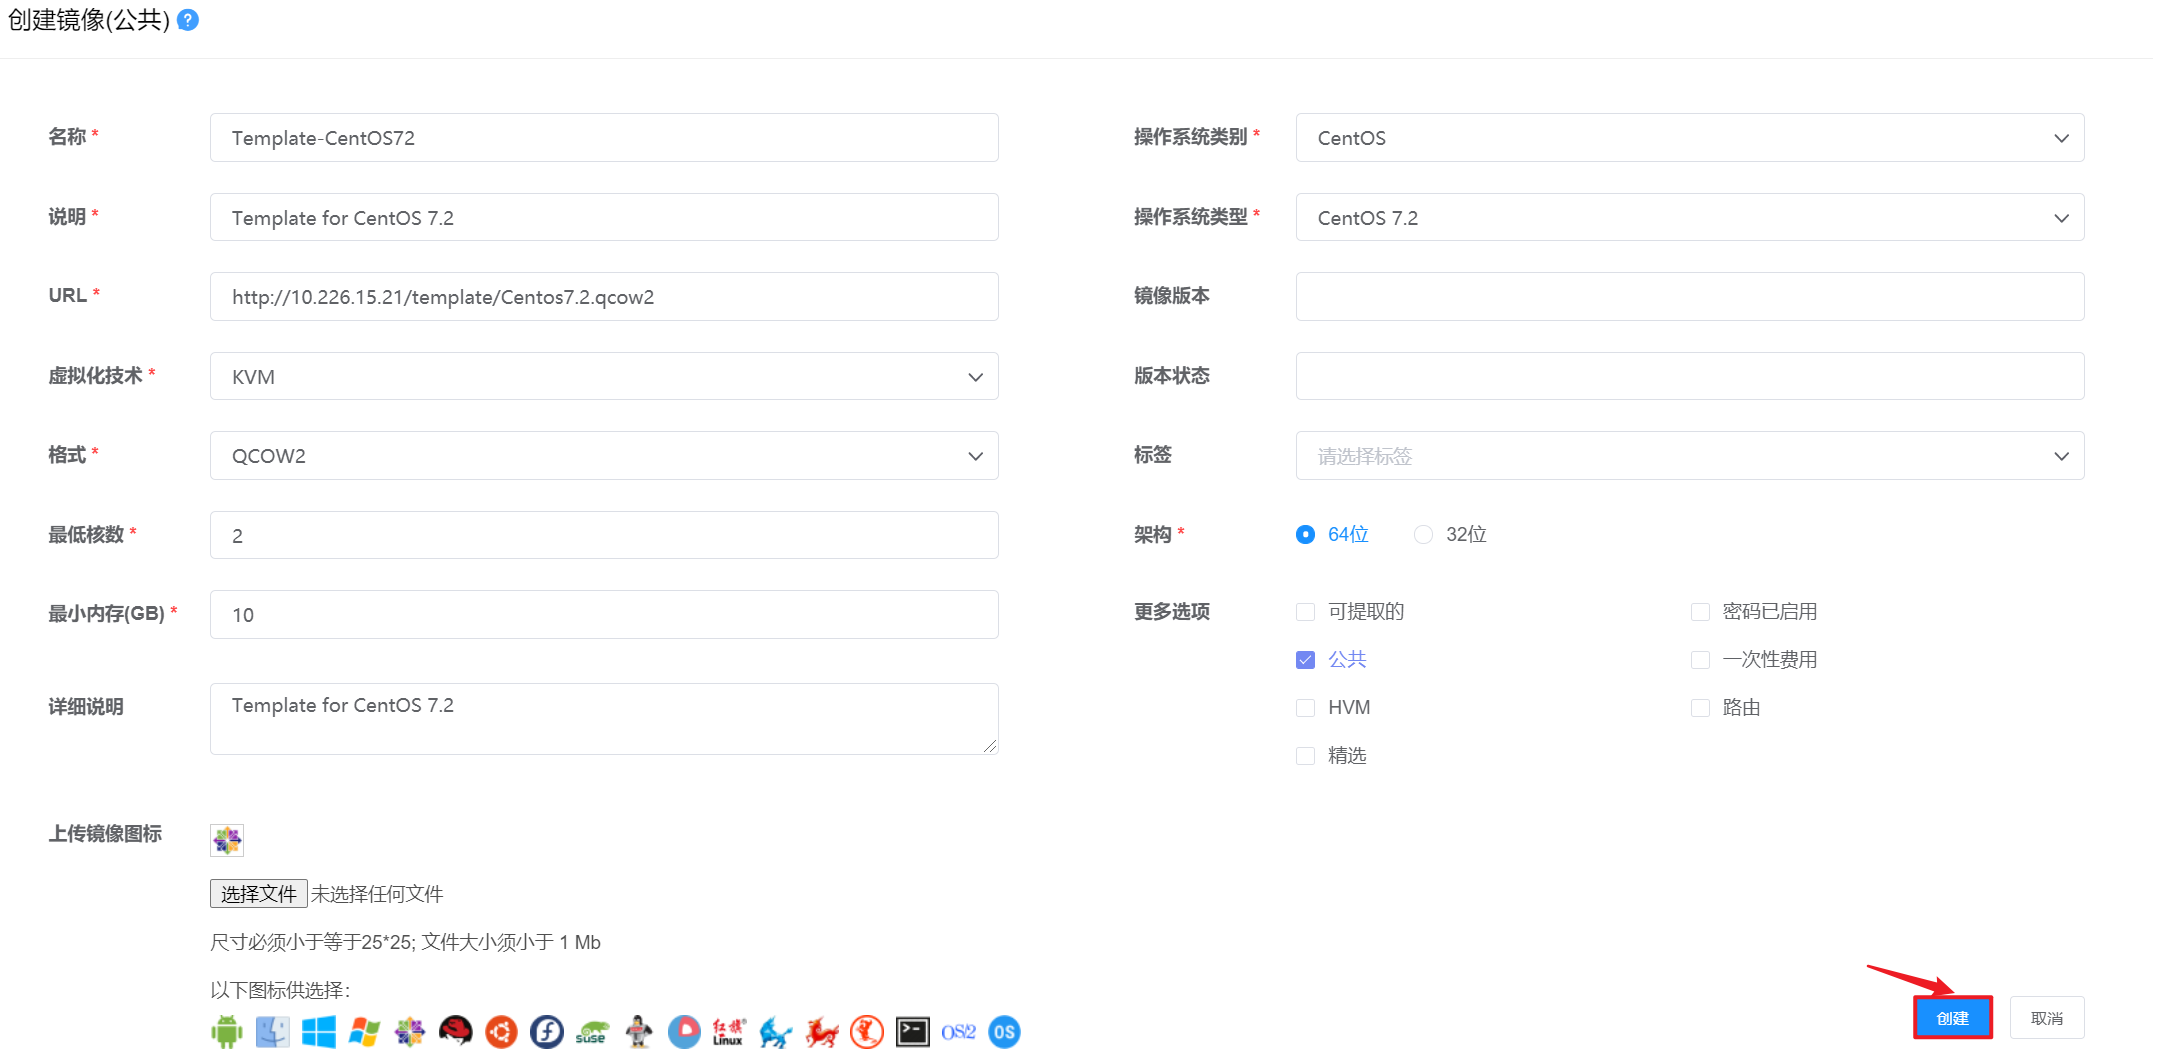 创建镜像(公共) ?
名称 * Template-CentOS72
操作系统类别 * CentOS
说明 * Template for CentOS 7.2
操作系统类型 * CentOS 7.2
URL * http://10.226.15.21/template/Centos7.2.qcow2
镜像版本
虚拟化技术 * KVM
版本状态
格式 * QCOW2
标签 请选择标签
最低核数 * 2
架构 * 64位 32位
最小内存(GB) * 10
更多选项 可提取的 密码已启用
公共 一次性费用
HVM 路由
精选
详细说明 Template for CentOS 7.2
上传镜像图标
选择文件 未选择任何文件
尺寸必须小于等于25*25; 文件大小须小于 1 Mb
以下图标供选择：
SUSE 红旗 Linux OS/2 OS
创建 取消